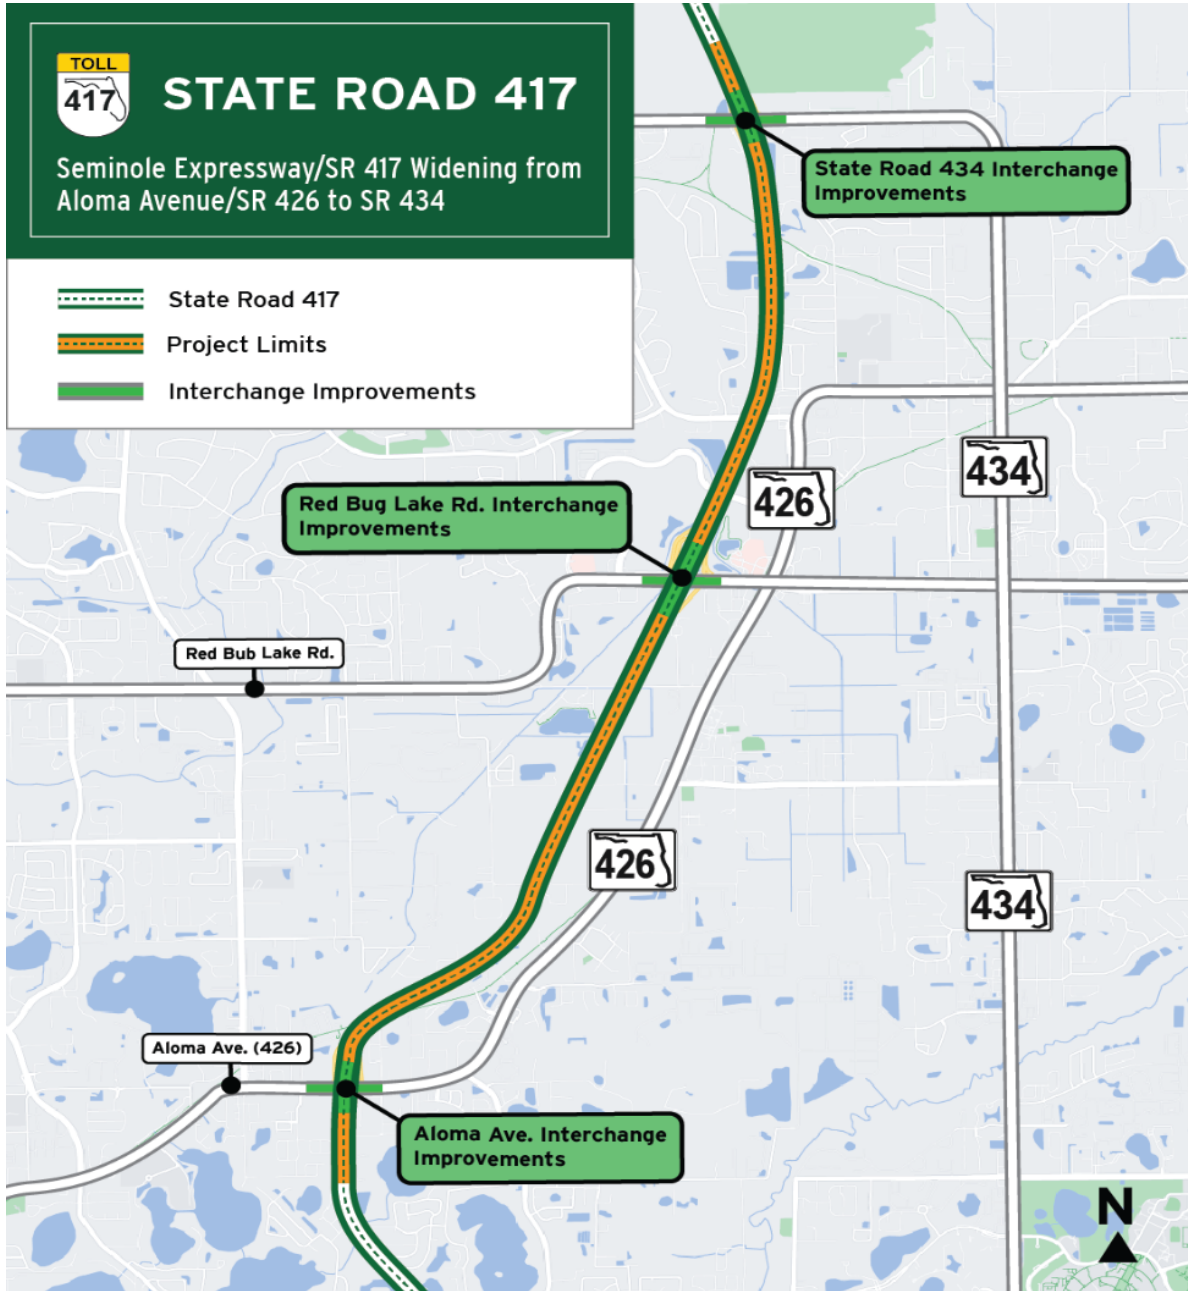 TOLL
417
STATE ROAD 417
Seminole Expressway/SR 417 Widening from
Aloma Avenue/SR 426 to SR 434
State Road 417
Project Limits
Interchange Improvements
State Road 434 Interchange
Improvements
434
426
Red Bug Lake Rd. Interchange
Improvements
Red Bub Lake Rd.
426
434
Aloma Ave. (426)
Aloma Ave. Interchange
Improvements
N